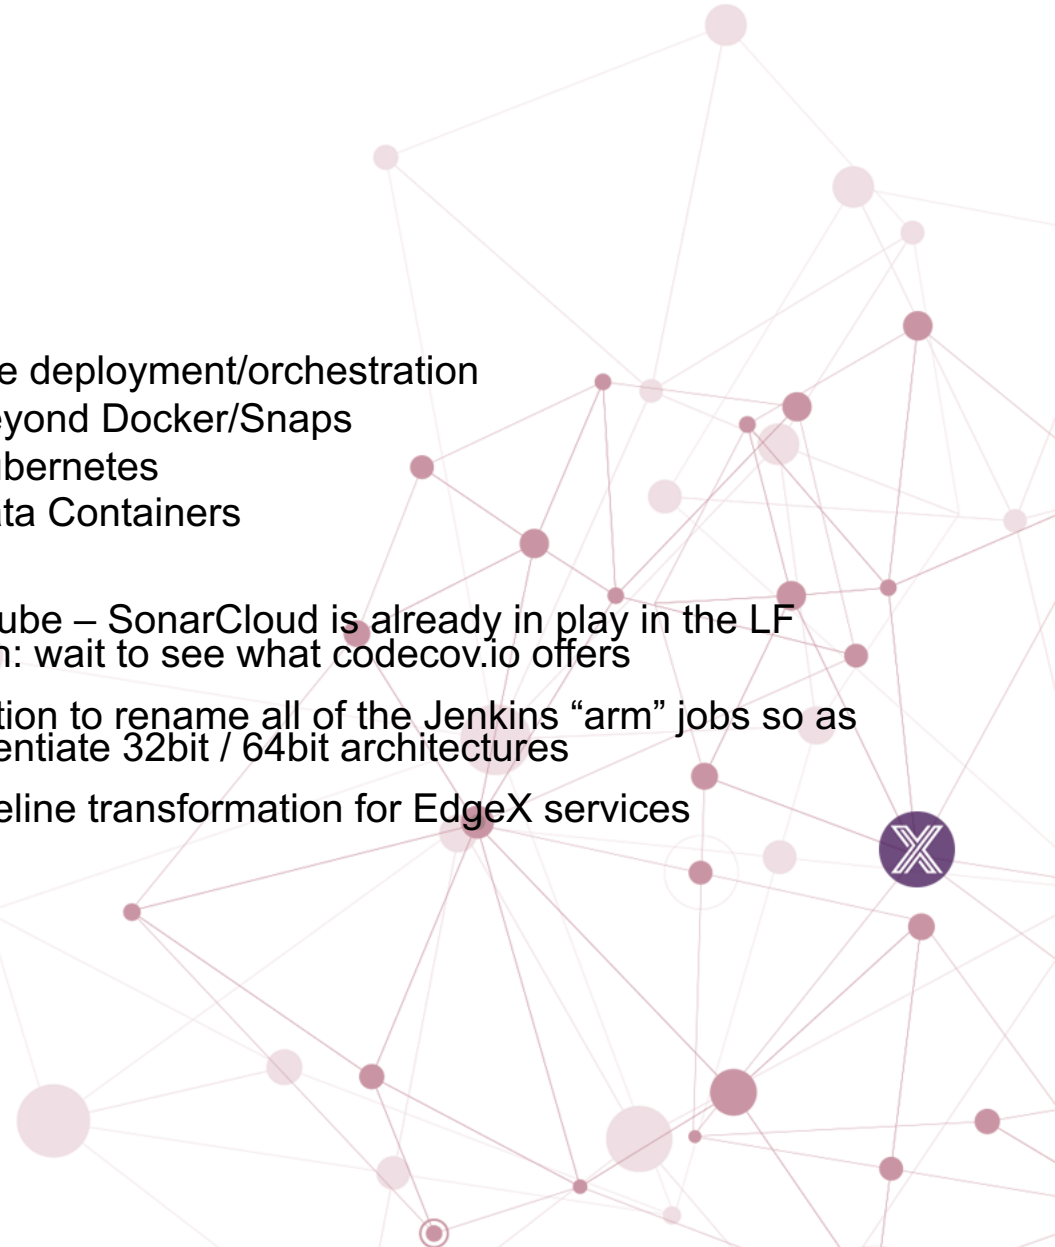 e deployment/orchestration
eyond Docker/Snaps
ubernetes
ata Containers
ube – SonarCloud is already in play in the LF
n: wait to see what codecov.io offers
tion to rename all of the Jenkins “arm” jobs so as
entiate 32bit / 64bit architectures
eline transformation for EdgeX services